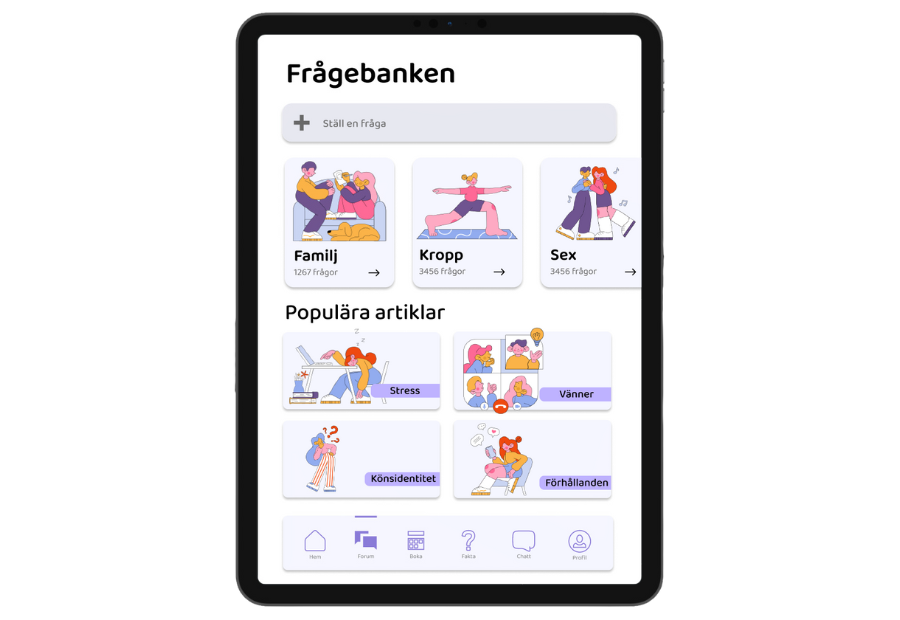 Frågebanken
Ställ en fråga
Familj
1267 frågor
Kropp
3456 frågor
Sex
3456 frågor
Populära artiklar
z
z
z
Stress
Vänner
???
Könsidentitet
Förhållanden
Hem
Forum
Boka
Fakta
Chatt
Profil